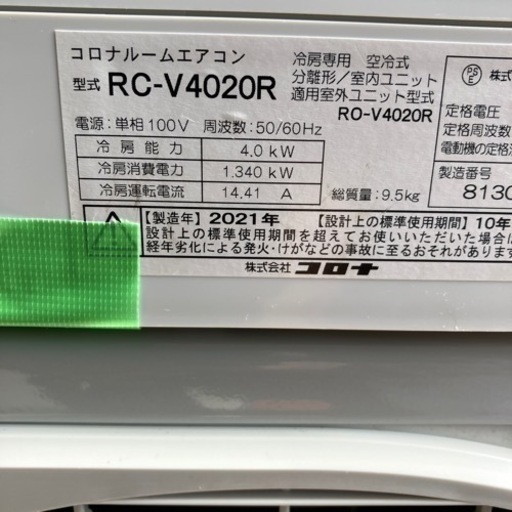 コロナルームエアコン
型式 RC-V4020R
冷房専用 空冷式
分離形/室内ユニット
適用室外ユニット型式
RO-V4020R
電源:単相100V 周波数:50/60Hz
冷房能力 4.0 kW
冷房消費電力 1.340 kW
冷房運転電流 14.41 A
総質量:9.5kg
PS E 株式
定格電圧
定格周波数
電動機の定格
製造番号
8130
【製造年】2021年 【設計上の標準使用期間】10年
設計上の標準使用期間を超えてお使いいただいた場合は
経年劣化による発火・けがなどの事故に至るおそれがあります
株式会社 コロナ